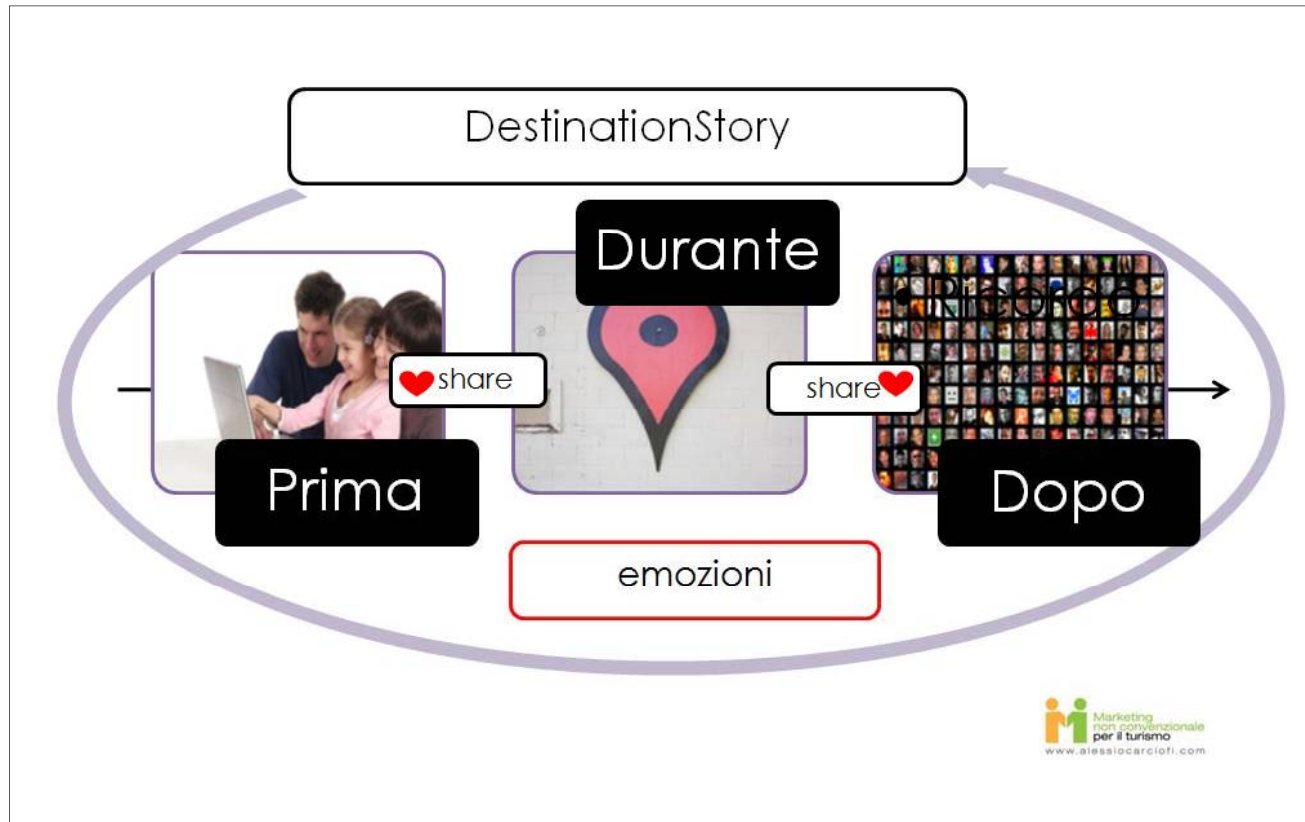 DestinationStory
Durante
• Ricordo
share
share
Prima
Dopo
emozioni
Marketing
non convenzionale
per il turismo
www.alessiocarciofi.com